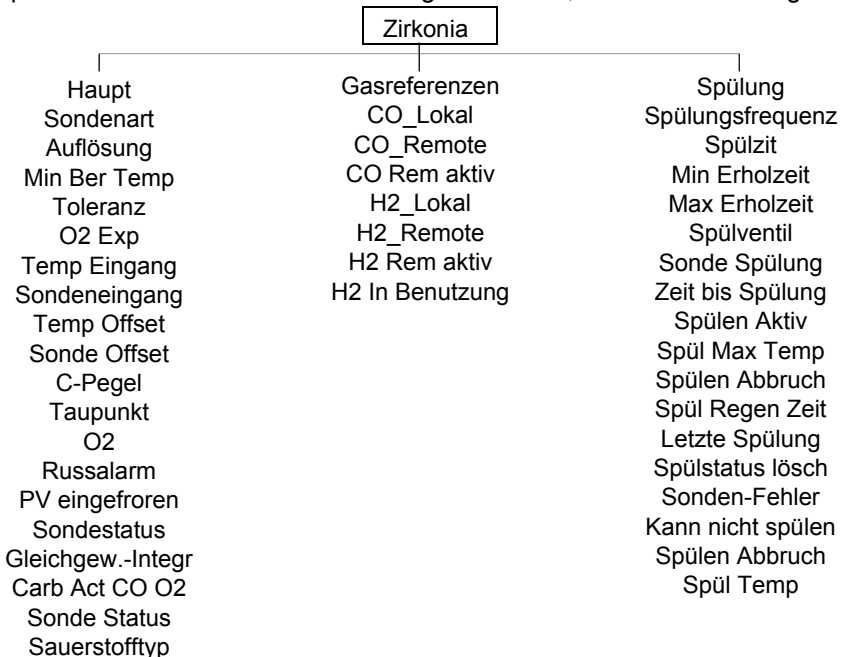 Zirkonia
Haupt
Sondenart
Auflösung
Min Ber Temp
Toleranz
O2 Exp
Temp Eingang
Sondeneingang
Temp Offset
Sonde Offset
C-Pegel
Taupunkt
O2
Russalarm
PV eingefroren
Sondestatus
Gleichgew.-Integr
Carb Act CO O2
Sonde Status
Sauerstofftyp
Gasreferenzen
CO_Lokal
CO_Remote
CO Rem aktiv
H2_Lokal
H2_Remote
H2 Rem aktiv
H2 In Benutzung
Spülung
Spülungsfrequenz
Spülzit
Min Erholzeit
Max Erholzeit
Spülventil
Sonde Spülung
Zeit bis Spülung
Spülen Aktiv
Spül Max Temp
Spülen Abbruch
Spül Regen Zeit
Letzte Spülung
Spülstatus lösch
Sonden-Fehler
Kann nicht spülen
Spülen Abbruch
Spül Temp